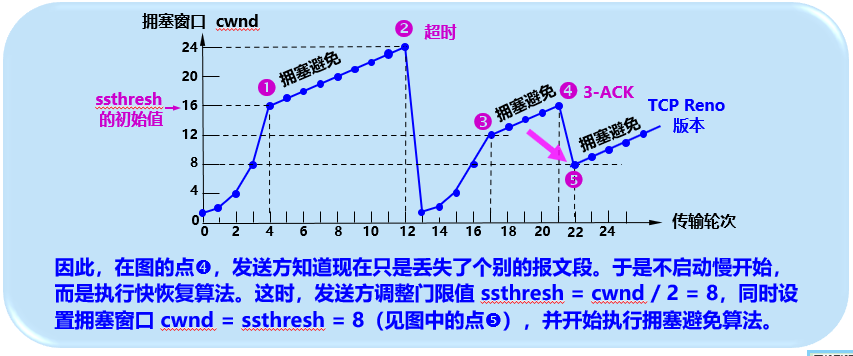 拥塞窗口 cwnd
24
20
16
12
8
4
0
ssthresh
的初始值
❶
拥塞避免
❷
超时
❸
拥塞避免
❹
3-ACK
拥塞避免
❺
TCP Reno
版本
0 2 4 6 8 10 12 14 16 18 20 22 24
传输轮次
因此，在图的点❹，发送方知道现在只是丢失了个别的报文段。于是不启动慢开始，
而是执行快恢复算法。这时，发送方调整门限值 ssthresh = cwnd / 2 = 8，同时设
置拥塞窗口 cwnd = ssthresh = 8（见图中的点❺），并开始执行拥塞避免算法。